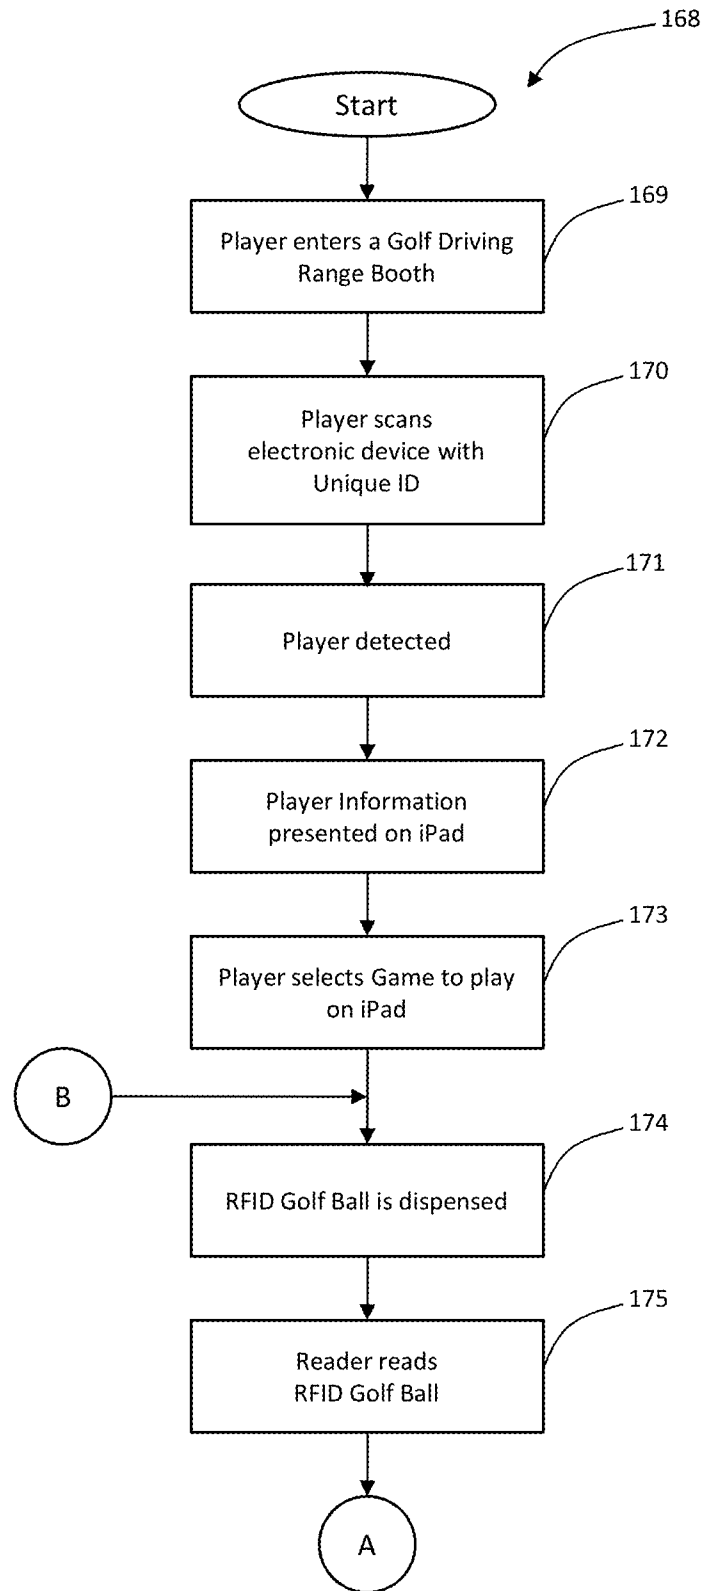 168
Start
169
Player enters a Golf Driving
Range Booth
170
Player scans
electronic device with
Unique ID
171
Player detected
172
Player Information
presented on iPad
173
Player selects Game to play
on iPad
B
174
RFID Golf Ball is dispensed
175
Reader reads
RFID Golf Ball
A